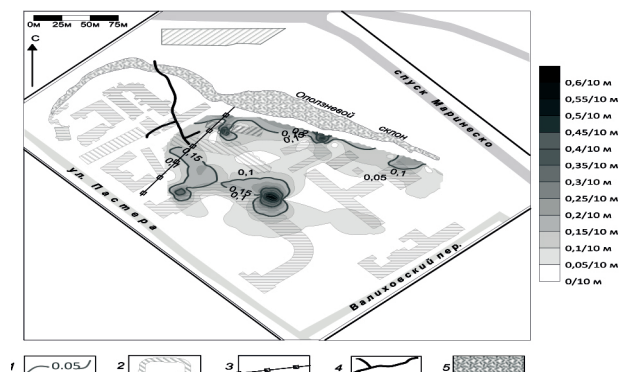 0м 25м 50м 75м
С
Оползневой склон
спуск Маринеско
0,05
0,1
0,15
0,1
0,1
0,05
0,1
0,15
0,1
ул. Пастера
Валиховский пер.
0,6/10 м
0,55/10 м
0,5/10 м
0,45/10 м
0,4/10 м
0,35/10 м
0,3/10 м
0,25/10 м
0,2/10 м
0,15/10 м
0,1/10 м
0,05/10 м
0/10 м
1 0.05 2 3 4 5